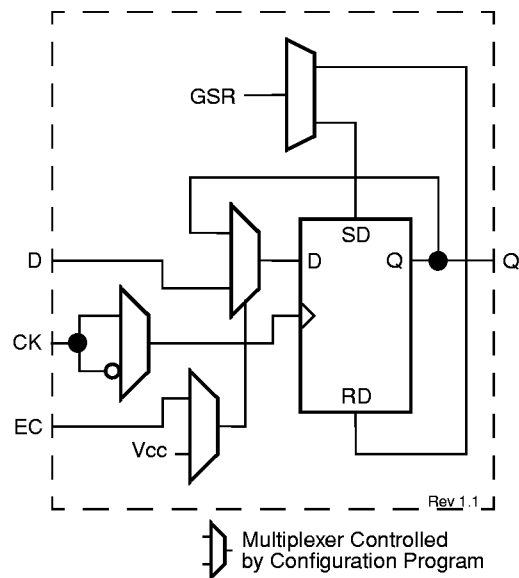 GSR
SD
D
D
Q
Q
CK
RD
EC
Vcc
Rev 1.1
Multiplexer Controlled
by Configuration Program